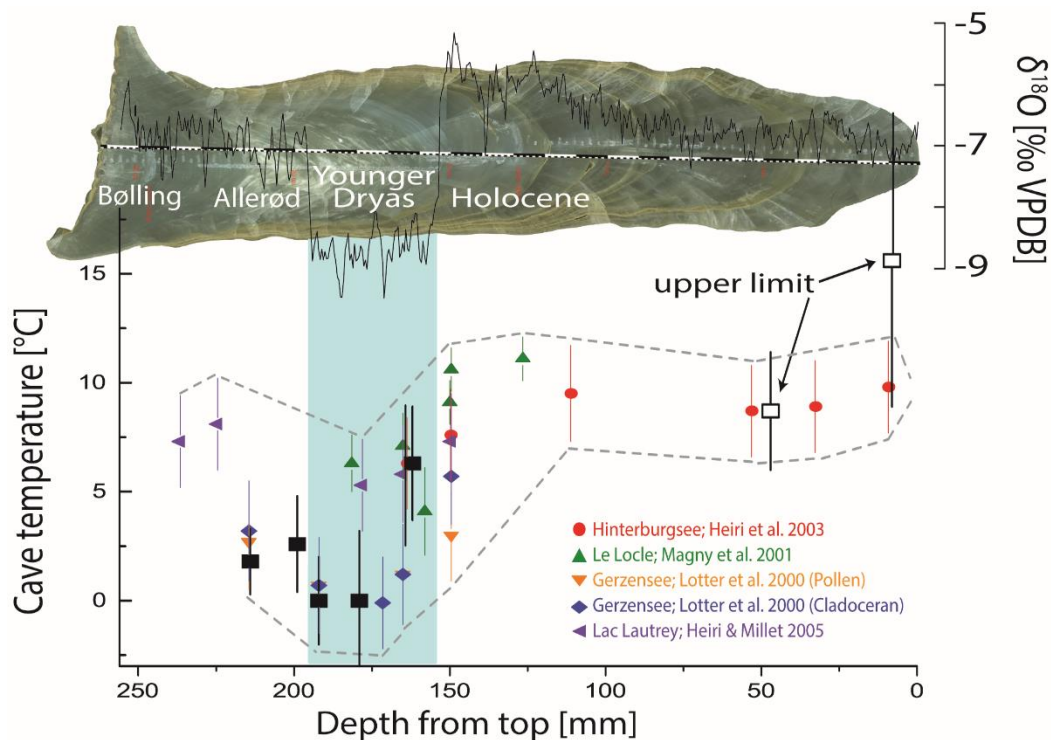 -5
-7
-9
δ¹⁸O [‰ VPDB]
Bølling
Allerød
Younger
Dryas
Holocene
upper limit
15
10
5
0
Cave temperature [°C]
Hinterburgsee; Heiri et al. 2003
Le Locle; Magny et al. 2001
Gerzensee; Lotter et al. 2000 (Pollen)
Gerzensee; Lotter et al. 2000 (Cladoceran)
Lac Lautrey; Heiri & Millet 2005
250 200 150 100 50 0
Depth from top [mm]